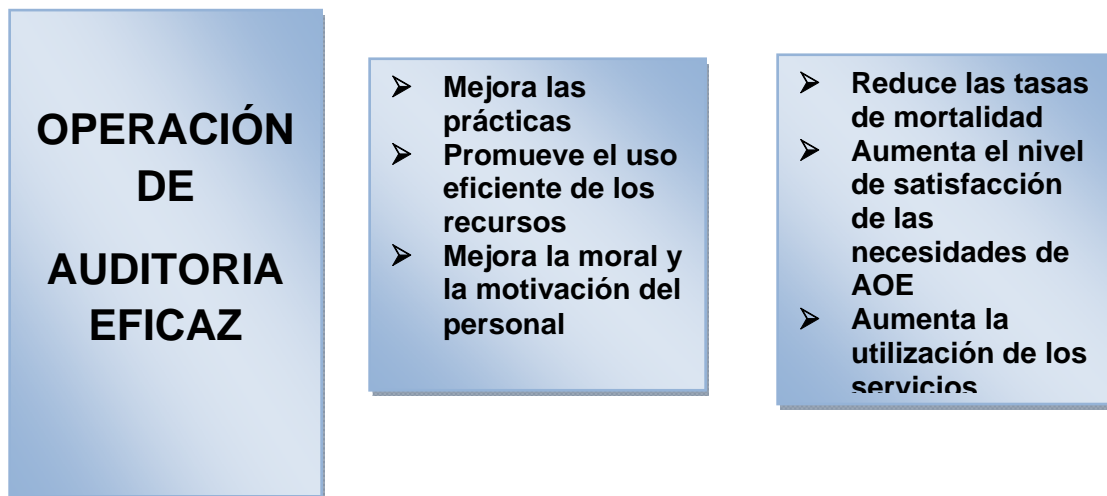 OPERACIÓN
DE
AUDITORIA
EFICAZ
➢ Mejora las
prácticas
➢ Promueve el uso
eficiente de los
recursos
➢ Mejora la moral y
la motivación del
personal
➢ Reduce las tasas
de mortalidad
➢ Aumenta el nivel
de satisfacción
de las
necesidades de
AOE
➢ Aumenta la
utilización de los
servicios